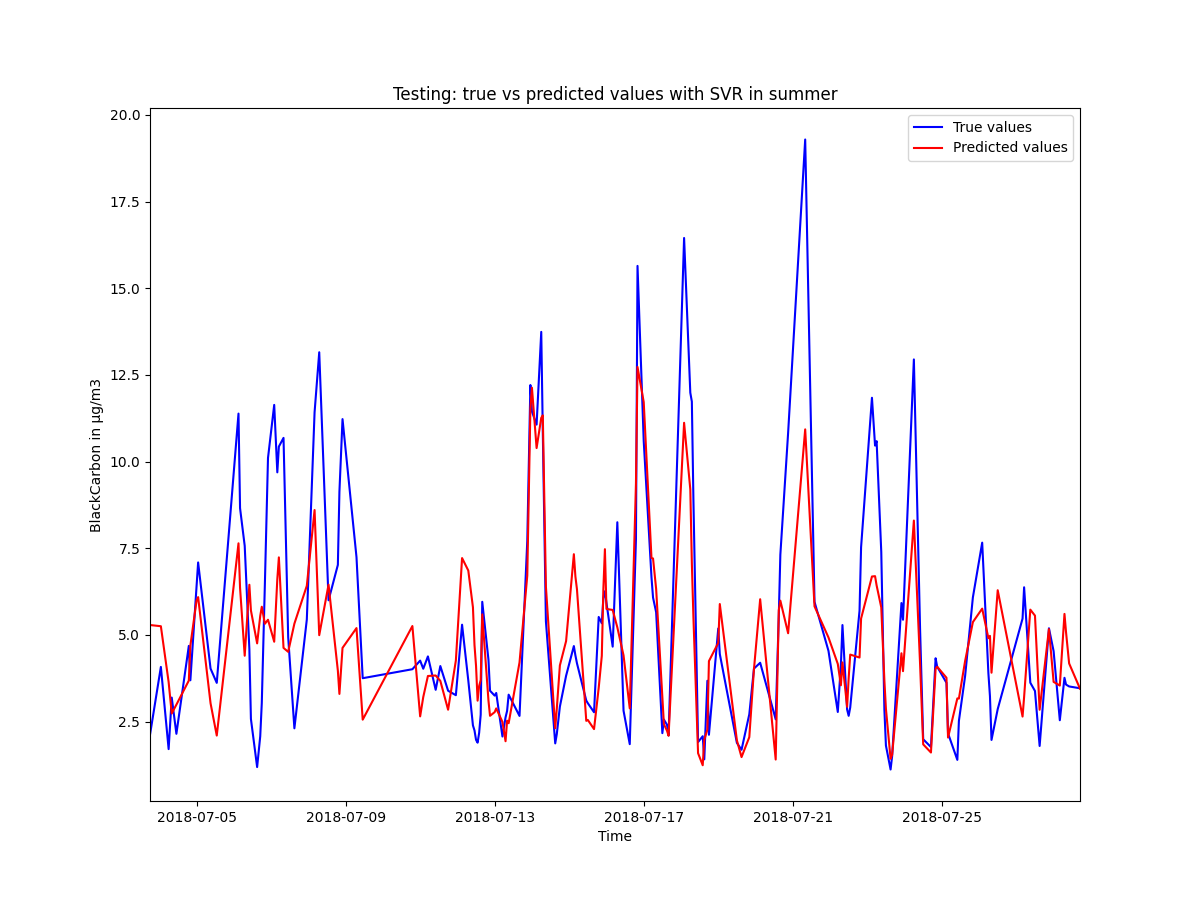 Testing: true vs predicted values with SVR in summer
True values
Predicted values
20.0
17.5
15.0
12.5
10.0
7.5
5.0
2.5
BlackCarbon in μg/m3
2018-07-05
2018-07-09
2018-07-13
2018-07-17
2018-07-21
2018-07-25
Time